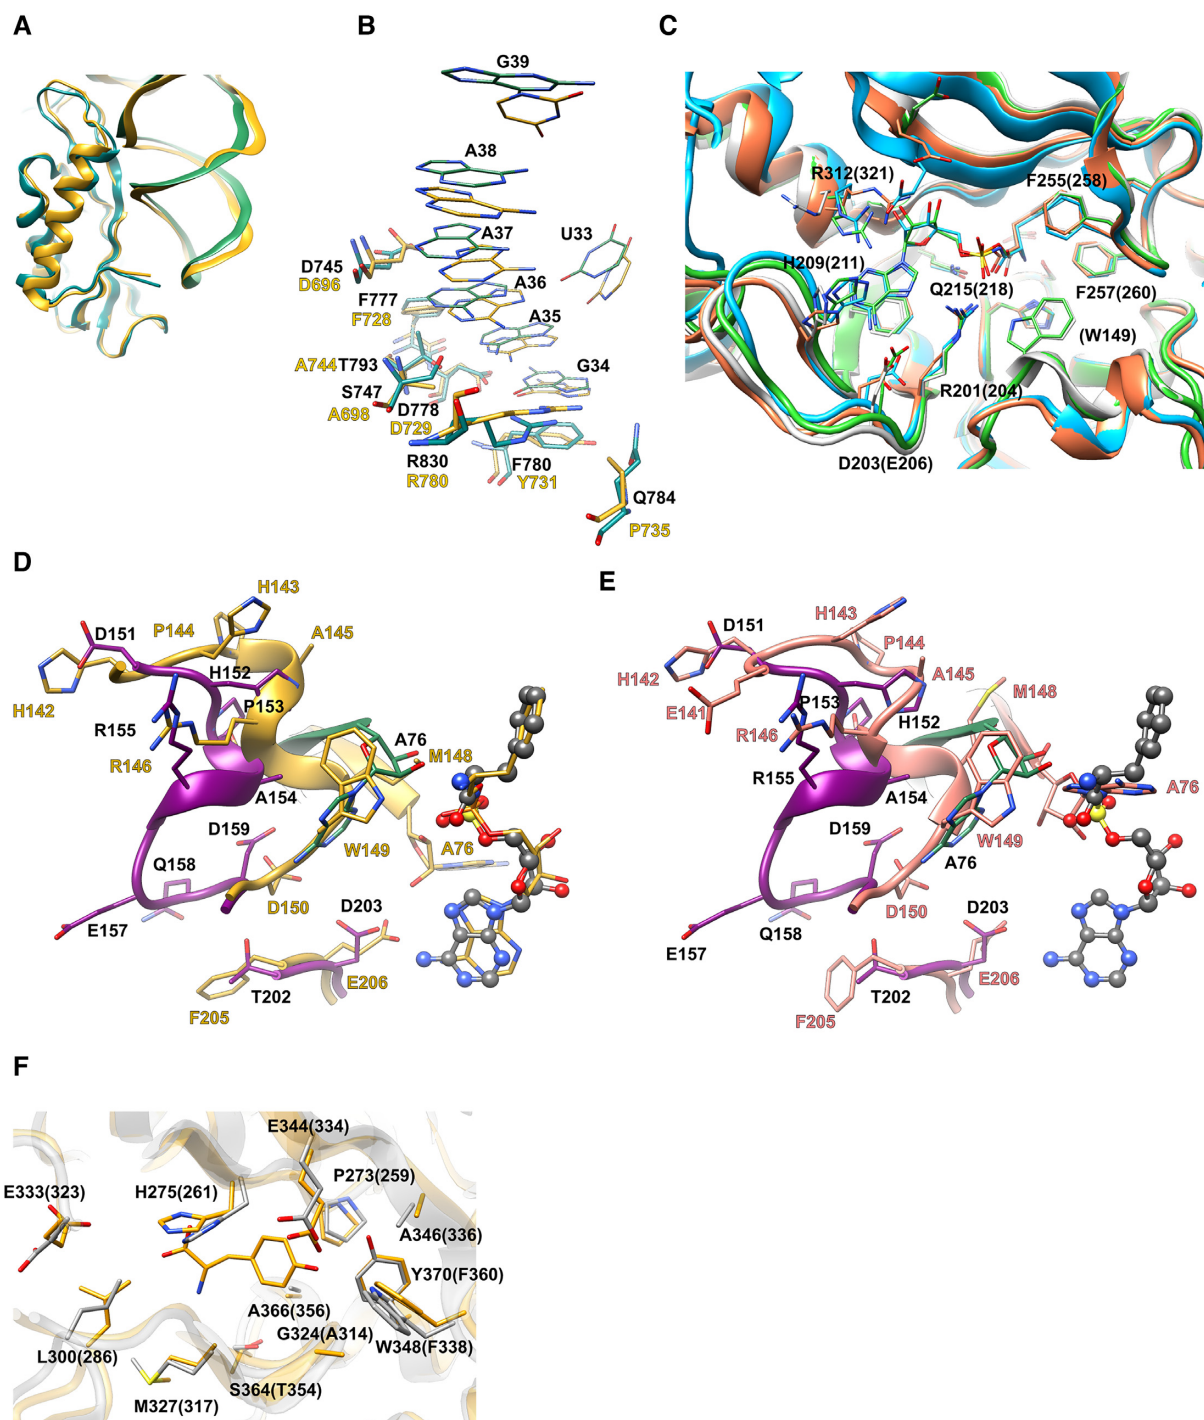 A
B
C
G39
A38
A37
U33
D745
D696
A36
F777
F728
A35
A744 T793
G34
S747
A698
D778
D729
R830
R780
F780
Y731
Q784
P735
R312(321)
F255(258)
H209(211)
Q215(218)
F257(260)
(W149)
R201(204)
D203(E206)
D
E
H143
D151
P144
A145
H152
H142
P153
R155
R146
A76
M148
A154
D159
W149
A76
Q158
D150
E157
D203
E206
T202
F205
H143
D151
P144
A145
H142
M148
E141
P153
H152
R146
R155
A76
A154
D159
W149
A76
D150
Q158
D203
E157
E206
T202
F205
F
E344(334)
P273(259)
E333(323)
H275(261)
A346(336)
Y370(F360)
A366(356)
G324(A314)
W348(F338)
L300(286)
S364(T354)
M327(317)